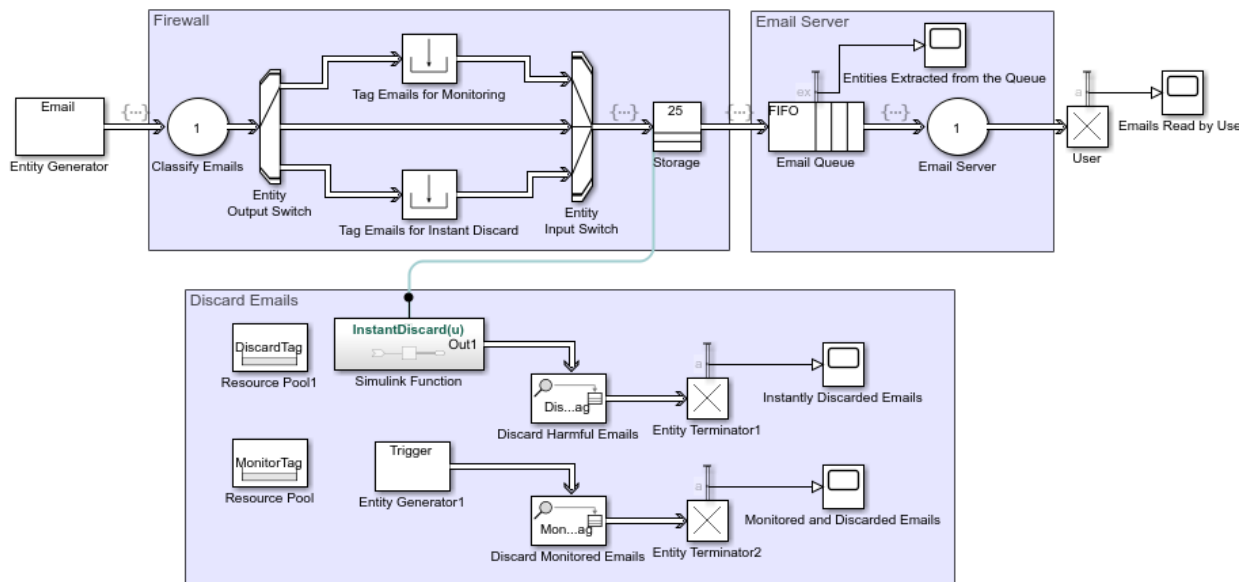 Firewall
Email Server
Email
Entity Generator
{...}
1
Classify Emails
Entity
Output Switch
Tag Emails for Monitoring
Tag Emails for Instant Discard
Entity
Input Switch
{...}
25
Storage
{...}
FIFO
ex
Email Queue
Entities Extracted from the Queue
{...}
1
Email Server
a
User
Emails Read by Use
Discard Emails
DiscardTag
Resource Pool1
InstantDiscard(u)
Out1
Simulink Function
Dis...ag
Discard Harmful Emails
a
Entity Terminator1
Instantly Discarded Emails
MonitorTag
Resource Pool
Trigger
Entity Generator1
Mon...ag
Discard Monitored Emails
a
Entity Terminator2
Monitored and Discarded Emails